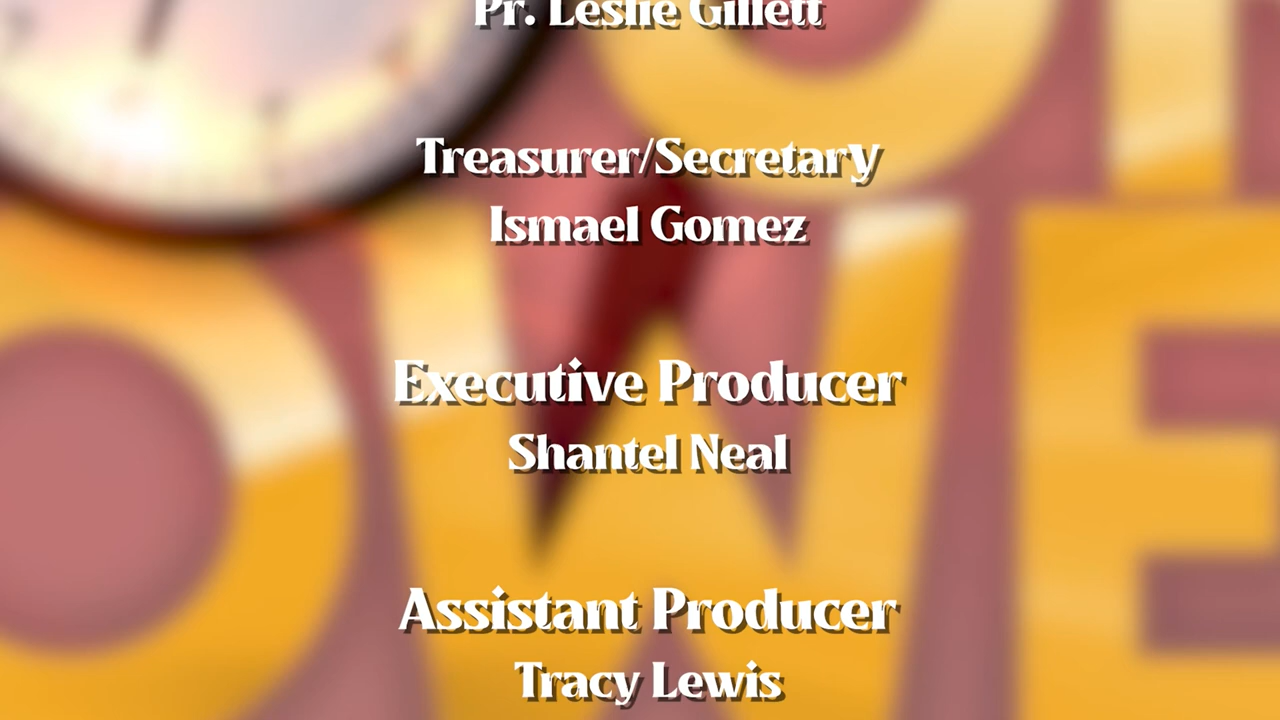 Pr. Leslie Gillett
Treasurer/Secretary
Ismael Gomez
Executive Producer
Shantel Neal
Assistant Producer
Tracy Lewis